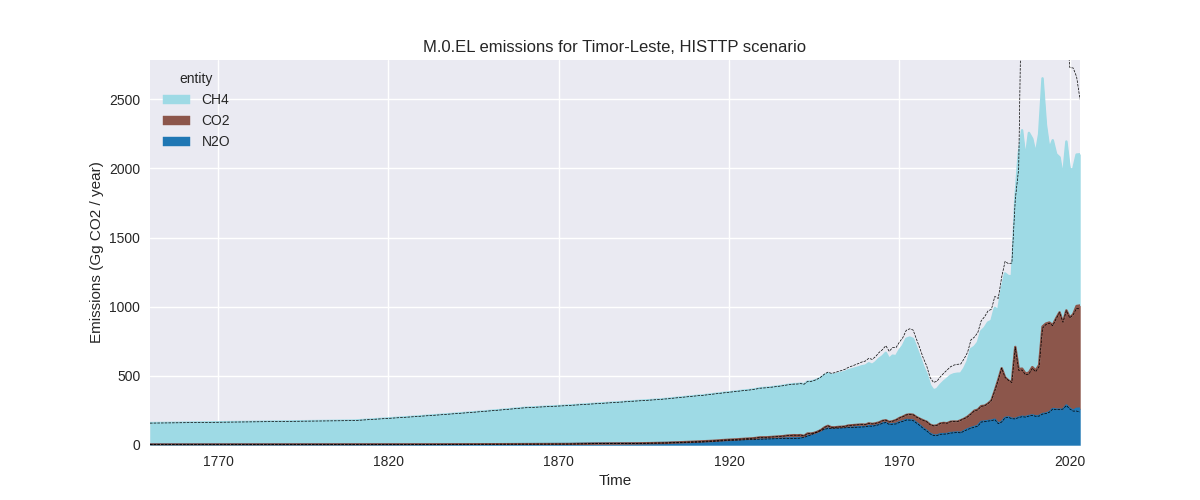 M.0.EL emissions for Timor-Leste, HISTTP scenario
Emissions (Gg CO2 / year)
entity
CH4
CO2
N2O
2500
2000
1500
1000
500
0
1770
1820
1870
1920
1970
2020
Time